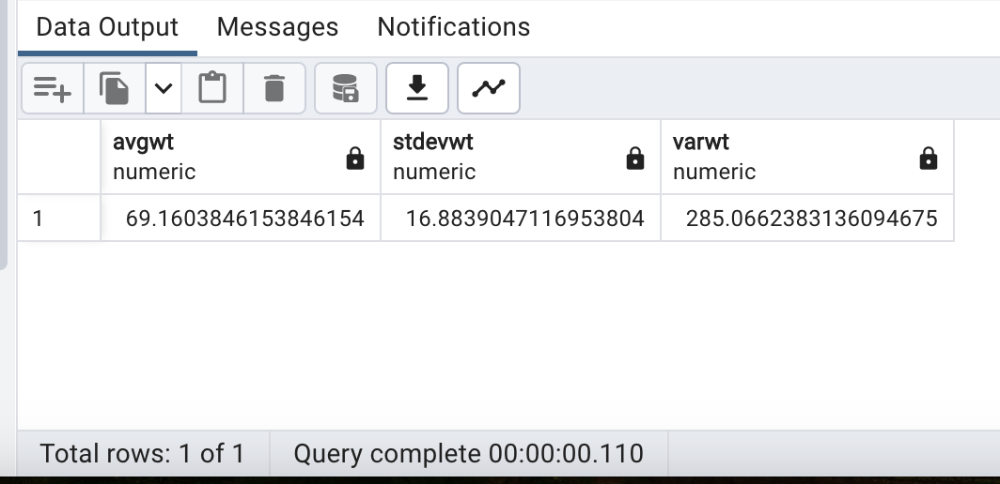 Data Output Messages Notifications
avgwt stdevwt varwt
numeric numeric numeric
1 69.1603846153846154 16.8839047116953804 285.0662383136094675
Total rows: 1 of 1 Query complete 00:00:00.110